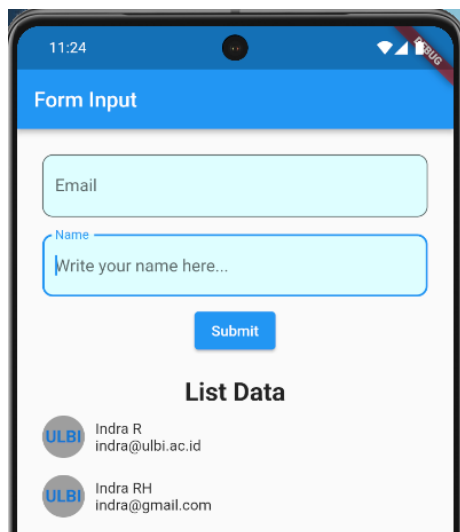 11:24
DEBUG
Form Input
Email
Name
Write your name here...
Submit
List Data
ULBI
Indra R
indra@ulbi.ac.id
ULBI
Indra RH
indra@gmail.com